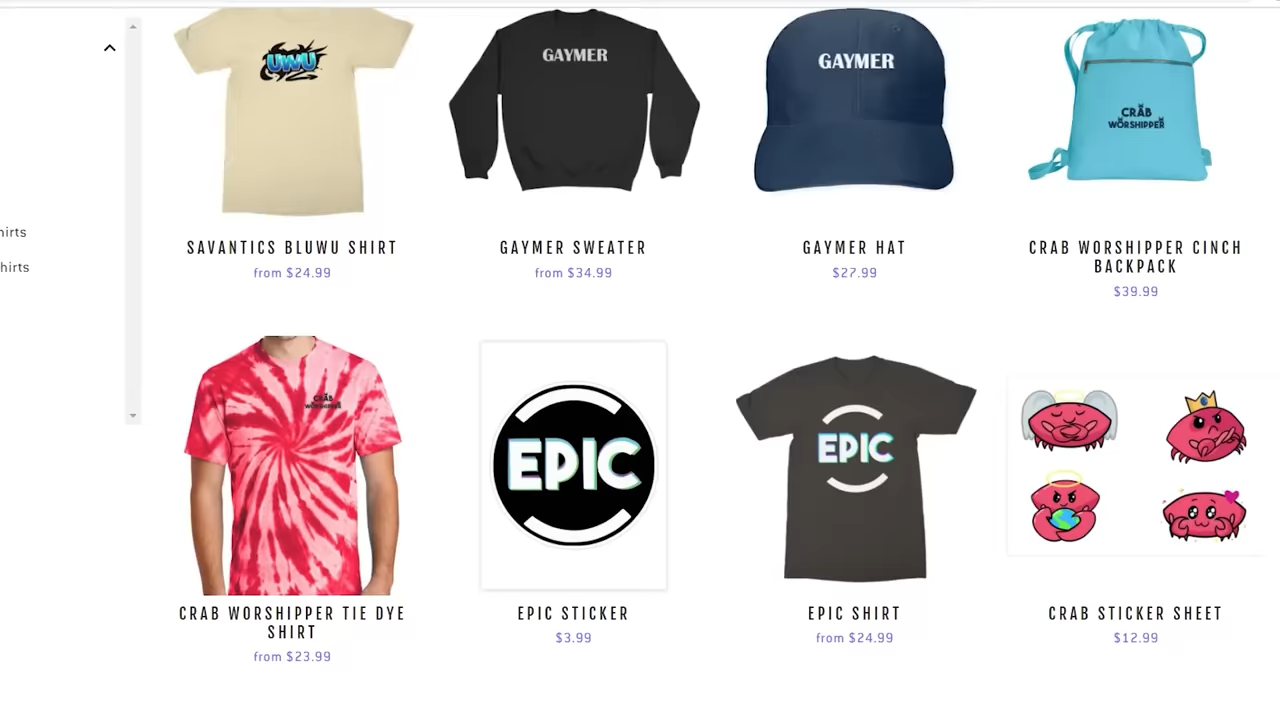 UWU
GAYMER
GAYMER
CRAB
WORSHIPPER
SAVANTICS BLUWU SHIRT
from $24.99
GAYMER SWEATER
from $34.99
GAYMER HAT
$27.99
CRAB WORSHIPPER CINCH
BACKPACK
$39.99
hirts
hirts
CRAB
WORSHIPPER
EPIC
EPIC
CRAB WORSHIPPER TIE DYE
SHIRT
from $23.99
EPIC STICKER
$3.99
EPIC SHIRT
from $24.99
CRAB STICKER SHEET
$12.99